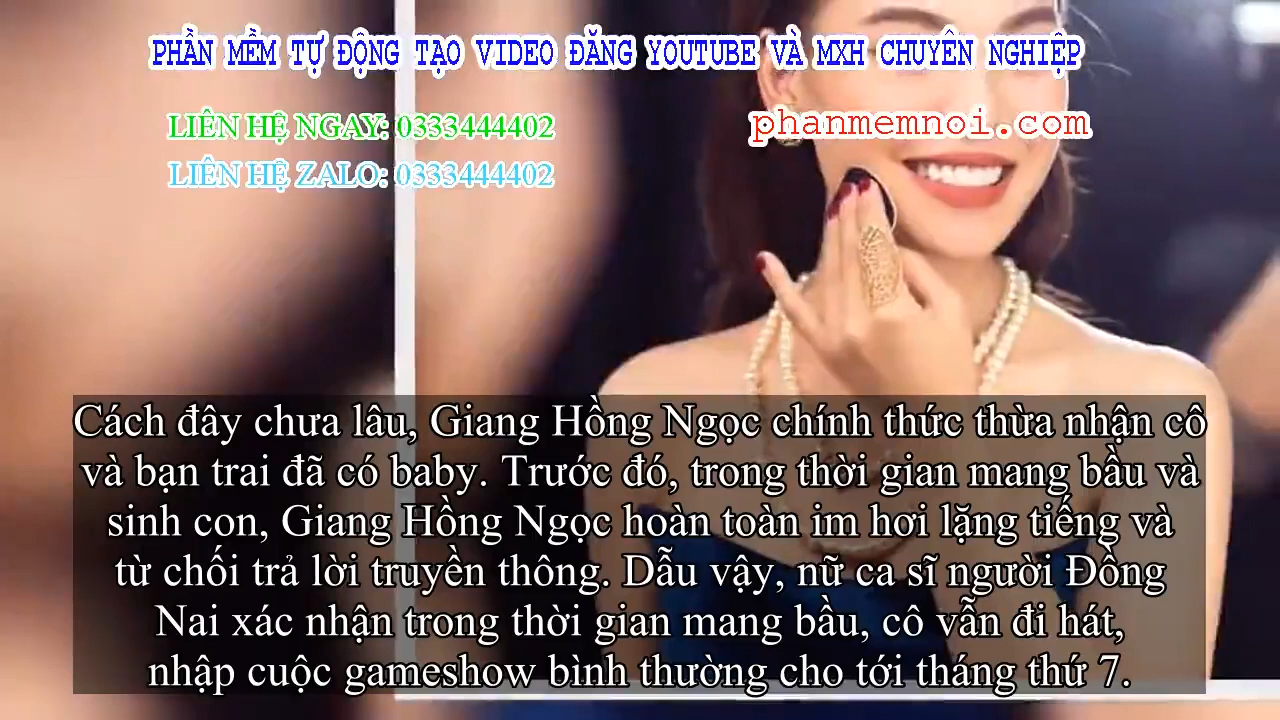 PHẦN MỀM TỰ ĐỘNG TẠO VIDEO ĐĂNG YOUTUBE VÀ MXH CHUYÊN NGHIỆP
LIÊN HỆ NGAY: 0333444402
phanmemnoi.com
LIÊN HỆ ZALO: 0333444402
Cách đây chưa lâu, Giang Hồng Ngọc chính thức thừa nhận cô
và bạn trai đã có baby. Trước đó, trong thời gian mang bầu và
sinh con, Giang Hồng Ngọc hoàn toàn im hơi lặng tiếng và
từ chối trả lời truyền thông. Dẫu vậy, nữ ca sĩ người Đồng
Nai xác nhận trong thời gian mang bầu, cô vẫn đi hát,
nhập cuộc gameshow bình thường cho tới tháng thứ 7.